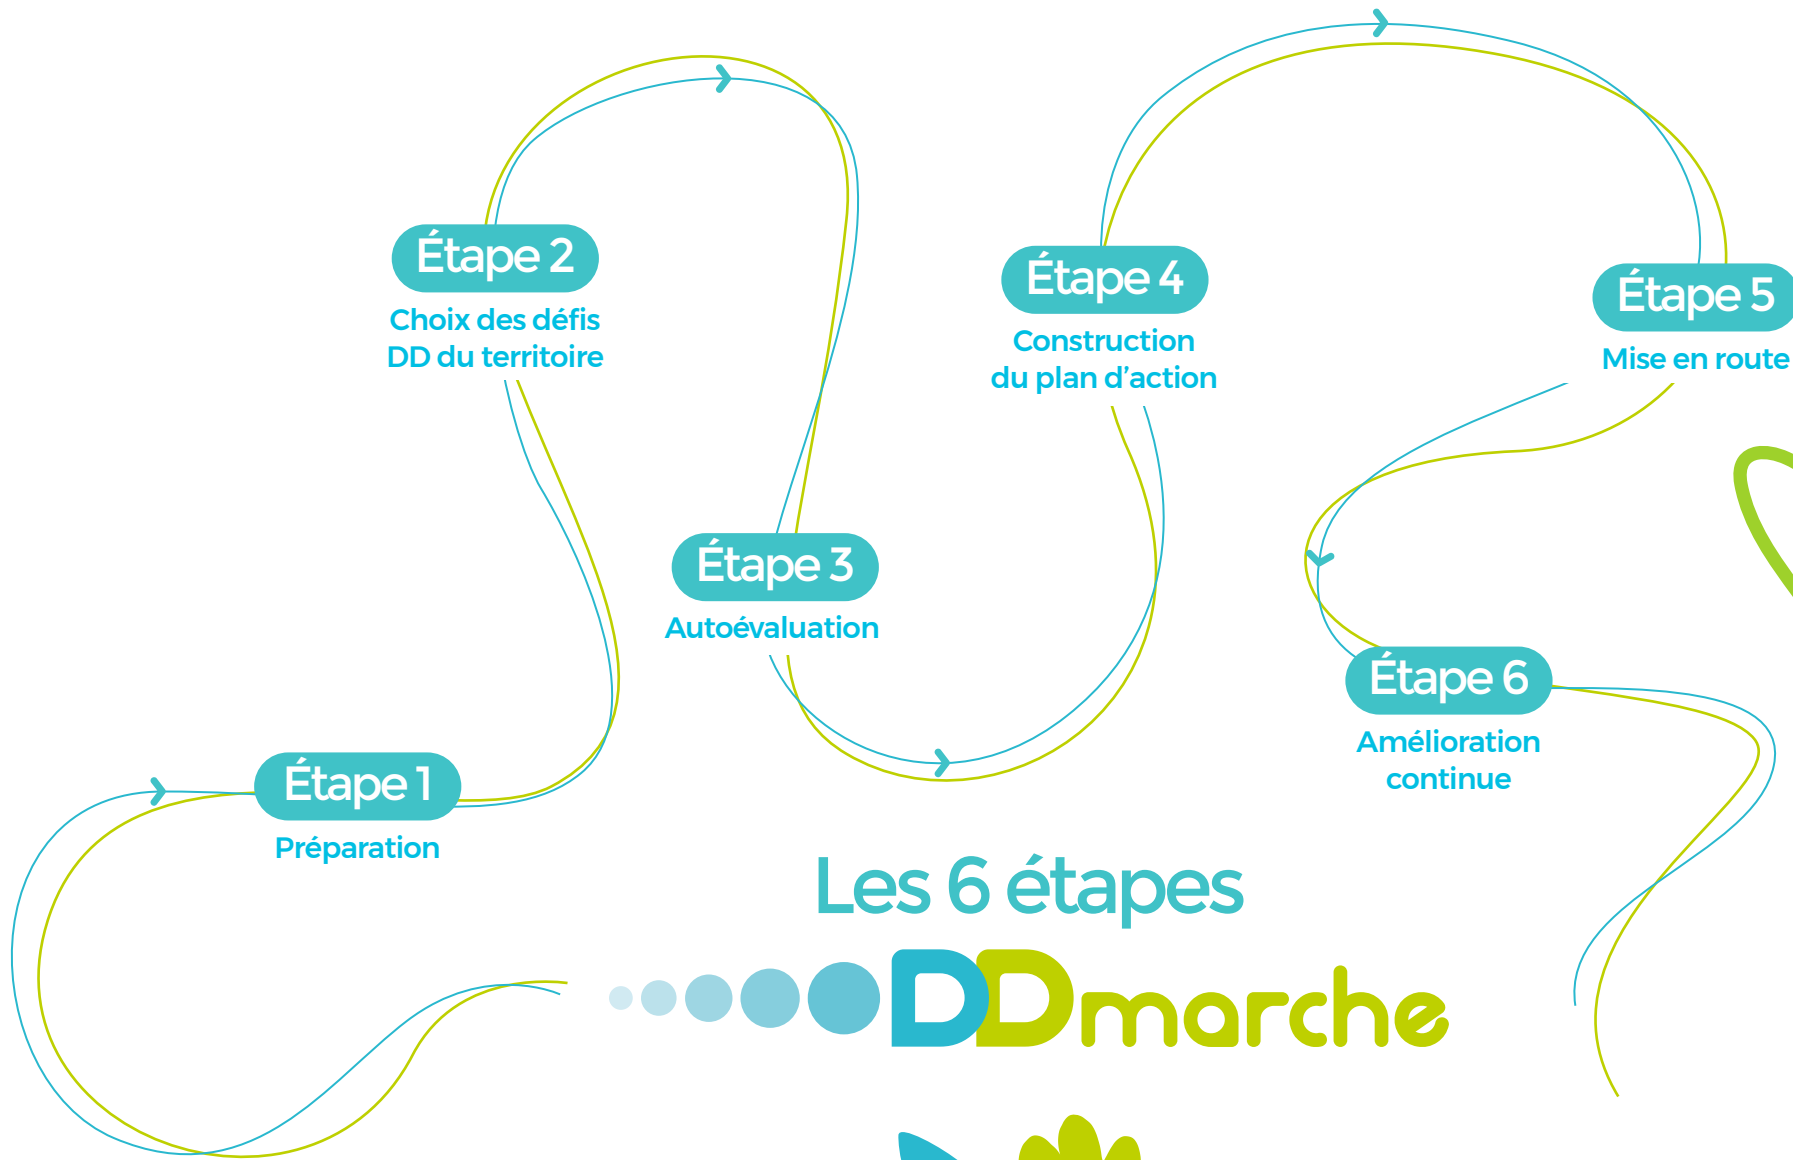 Étape 1
Préparation
Étape 2
Choix des défis
DD du territoire
Étape 3
Autoévaluation
Étape 4
Construction
du plan d'action
Étape 5
Mise en route
Étape 6
Amélioration
continue
Les 6 étapes
DDmarche